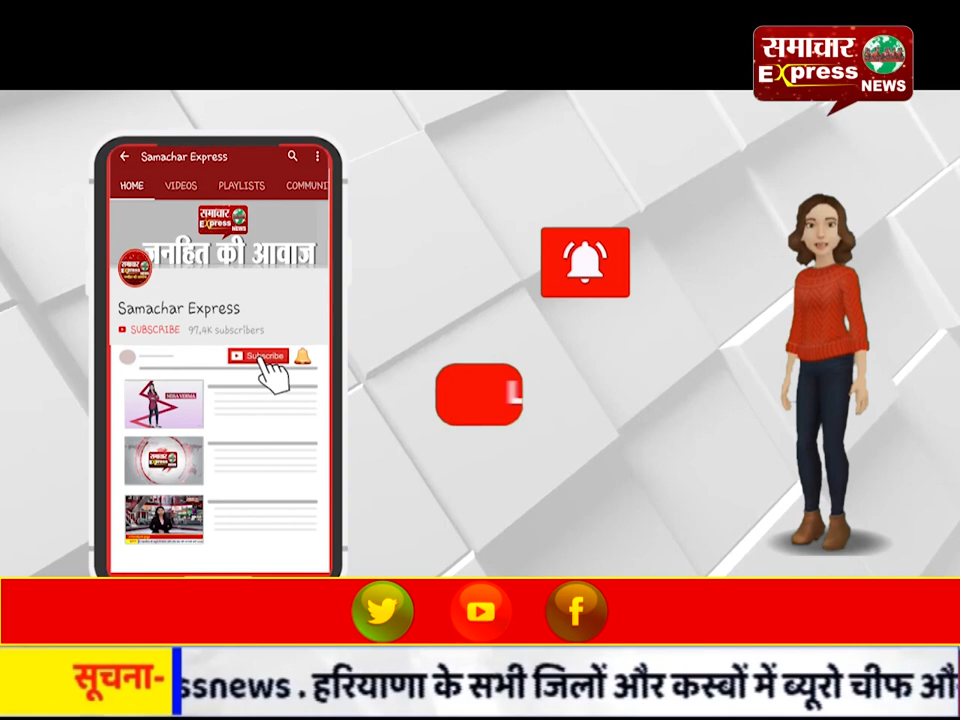 समाचार
Express
NEWS
Samachar Express
HOME VIDEOS PLAYLISTS COMMUNI
समाचार
Express
NEWS
जनहित की आवाज
Samachar Express
SUBSCRIBE 97.4K subscribers
Subscribe
L
सूचना- ssnews . हरियाणा के सभी जिलों और कस्बों में ब्यूरो चीफ औ